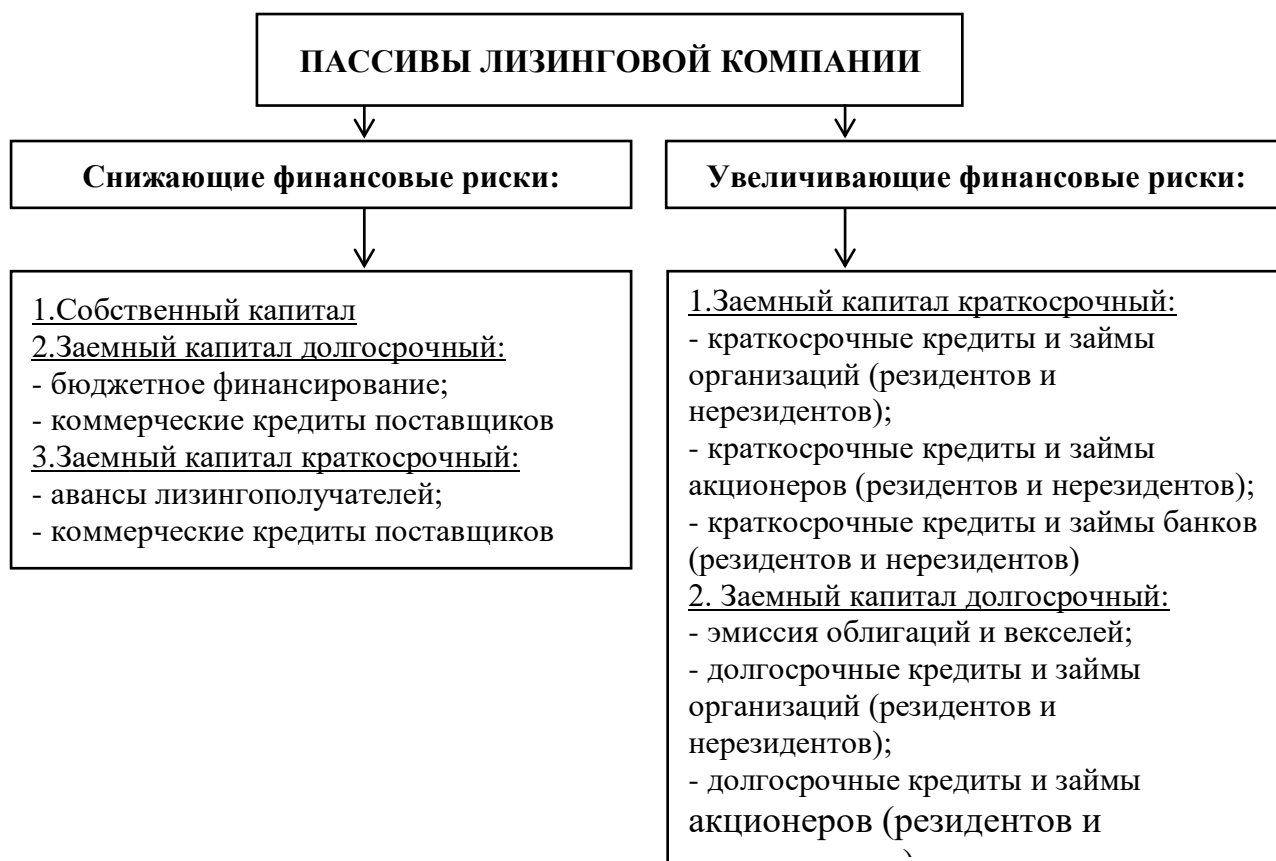 ПАССИВЫ ЛИЗИНГОВОЙ КОМПАНИИ
Снижающие финансовые риски:
1.Собственный капитал
2.Заемный капитал долгосрочный:
- бюджетное финансирование;
- коммерческие кредиты поставщиков
3.Заемный капитал краткосрочный:
- авансы лизингополучателей;
- коммерческие кредиты поставщиков
Увеличивающие финансовые риски:
1.Заемный капитал краткосрочный:
- краткосрочные кредиты и займы
организаций (резидентов и
нерезидентов);
- краткосрочные кредиты и займы
акционеров (резидентов и нерезидентов);
- краткосрочные кредиты и займы банков
(резидентов и нерезидентов)
2. Заемный капитал долгосрочный:
- эмиссия облигаций и векселей;
- долгосрочные кредиты и займы
организаций (резидентов и
нерезидентов);
- долгосрочные кредиты и займы
акционеров (резидентов и